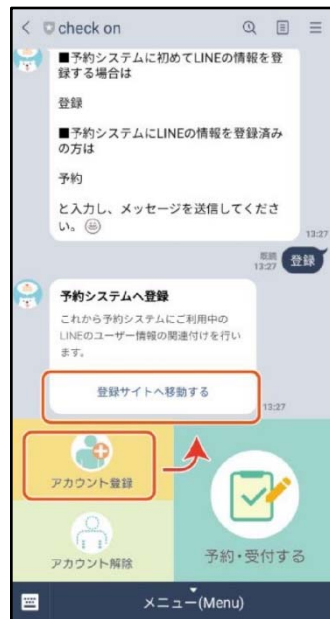 check on
■予約システムに初めてLINEの情報を登
録する場合は
登録
■予約システムにLINEの情報を登録済み
の方は
予約
と入力し、メッセージを送信してくださ
い。
13:27
既読
13:27
登録
予約システムへ登録
これから予約システムにご利用中の
LINEのユーザー情報の関連付けを行い
ます。
登録サイトへ移動する
13:27
アカウント登録
アカウント解除
予約・受付する
メニュー(Menu)